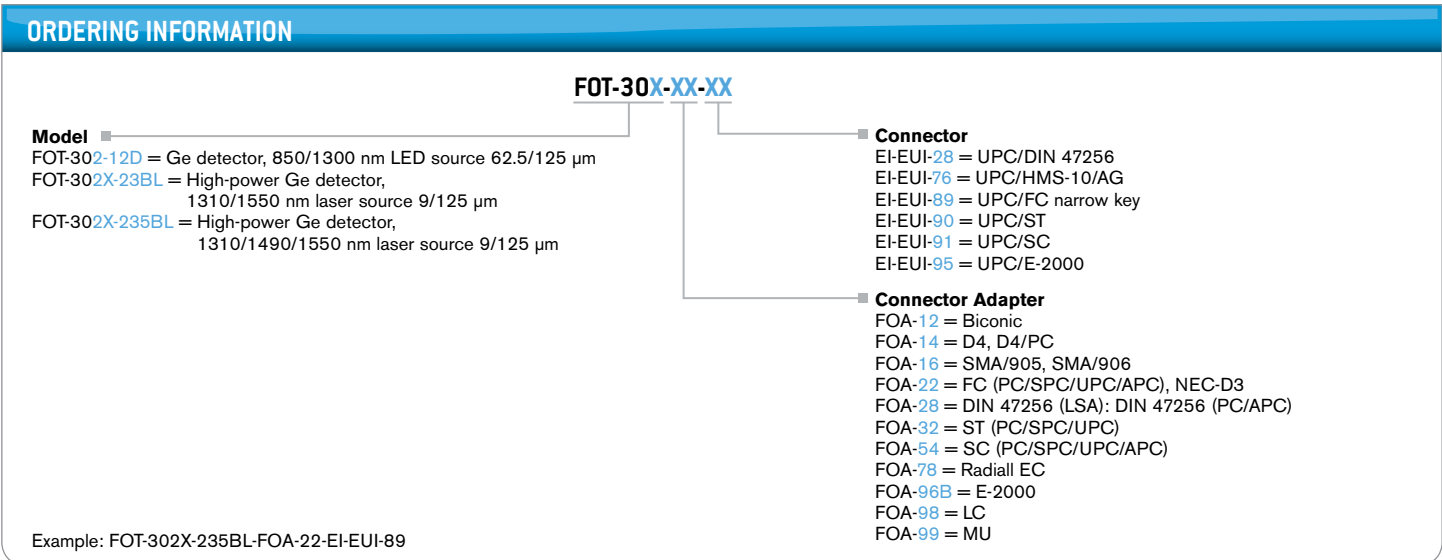 ORDERING INFORMATION
FOT-30X-XX-XX
Model
FOT-302-12D = Ge detector, 850/1300 nm LED source 62.5/125 µm
FOT-302X-23BL = High-power Ge detector,
1310/1550 nm laser source 9/125 µm
FOT-302X-235BL = High-power Ge detector,
1310/1490/1550 nm laser source 9/125 µm
Connector
EI-EUI-28 = UPC/DIN 47256
EI-EUI-76 = UPC/HMS-10/AG
EI-EUI-89 = UPC/FC narrow key
EI-EUI-90 = UPC/ST
EI-EUI-91 = UPC/SC
EI-EUI-95 = UPC/E-2000
Connector Adapter
FOA-12 = Biconic
FOA-14 = D4, D4/PC
FOA-16 = SMA/905, SMA/906
FOA-22 = FC (PC/SPC/UPC/APC), NEC-D3
FOA-28 = DIN 47256 (LSA): DIN 47256 (PC/APC)
FOA-32 = ST (PC/SPC/UPC)
FOA-54 = SC (PC/SPC/UPC/APC)
FOA-78 = Radiall EC
FOA-96B = E-2000
FOA-98 = LC
FOA-99 = MU
Example: FOT-302X-235BL-FOA-22-EI-EUI-89